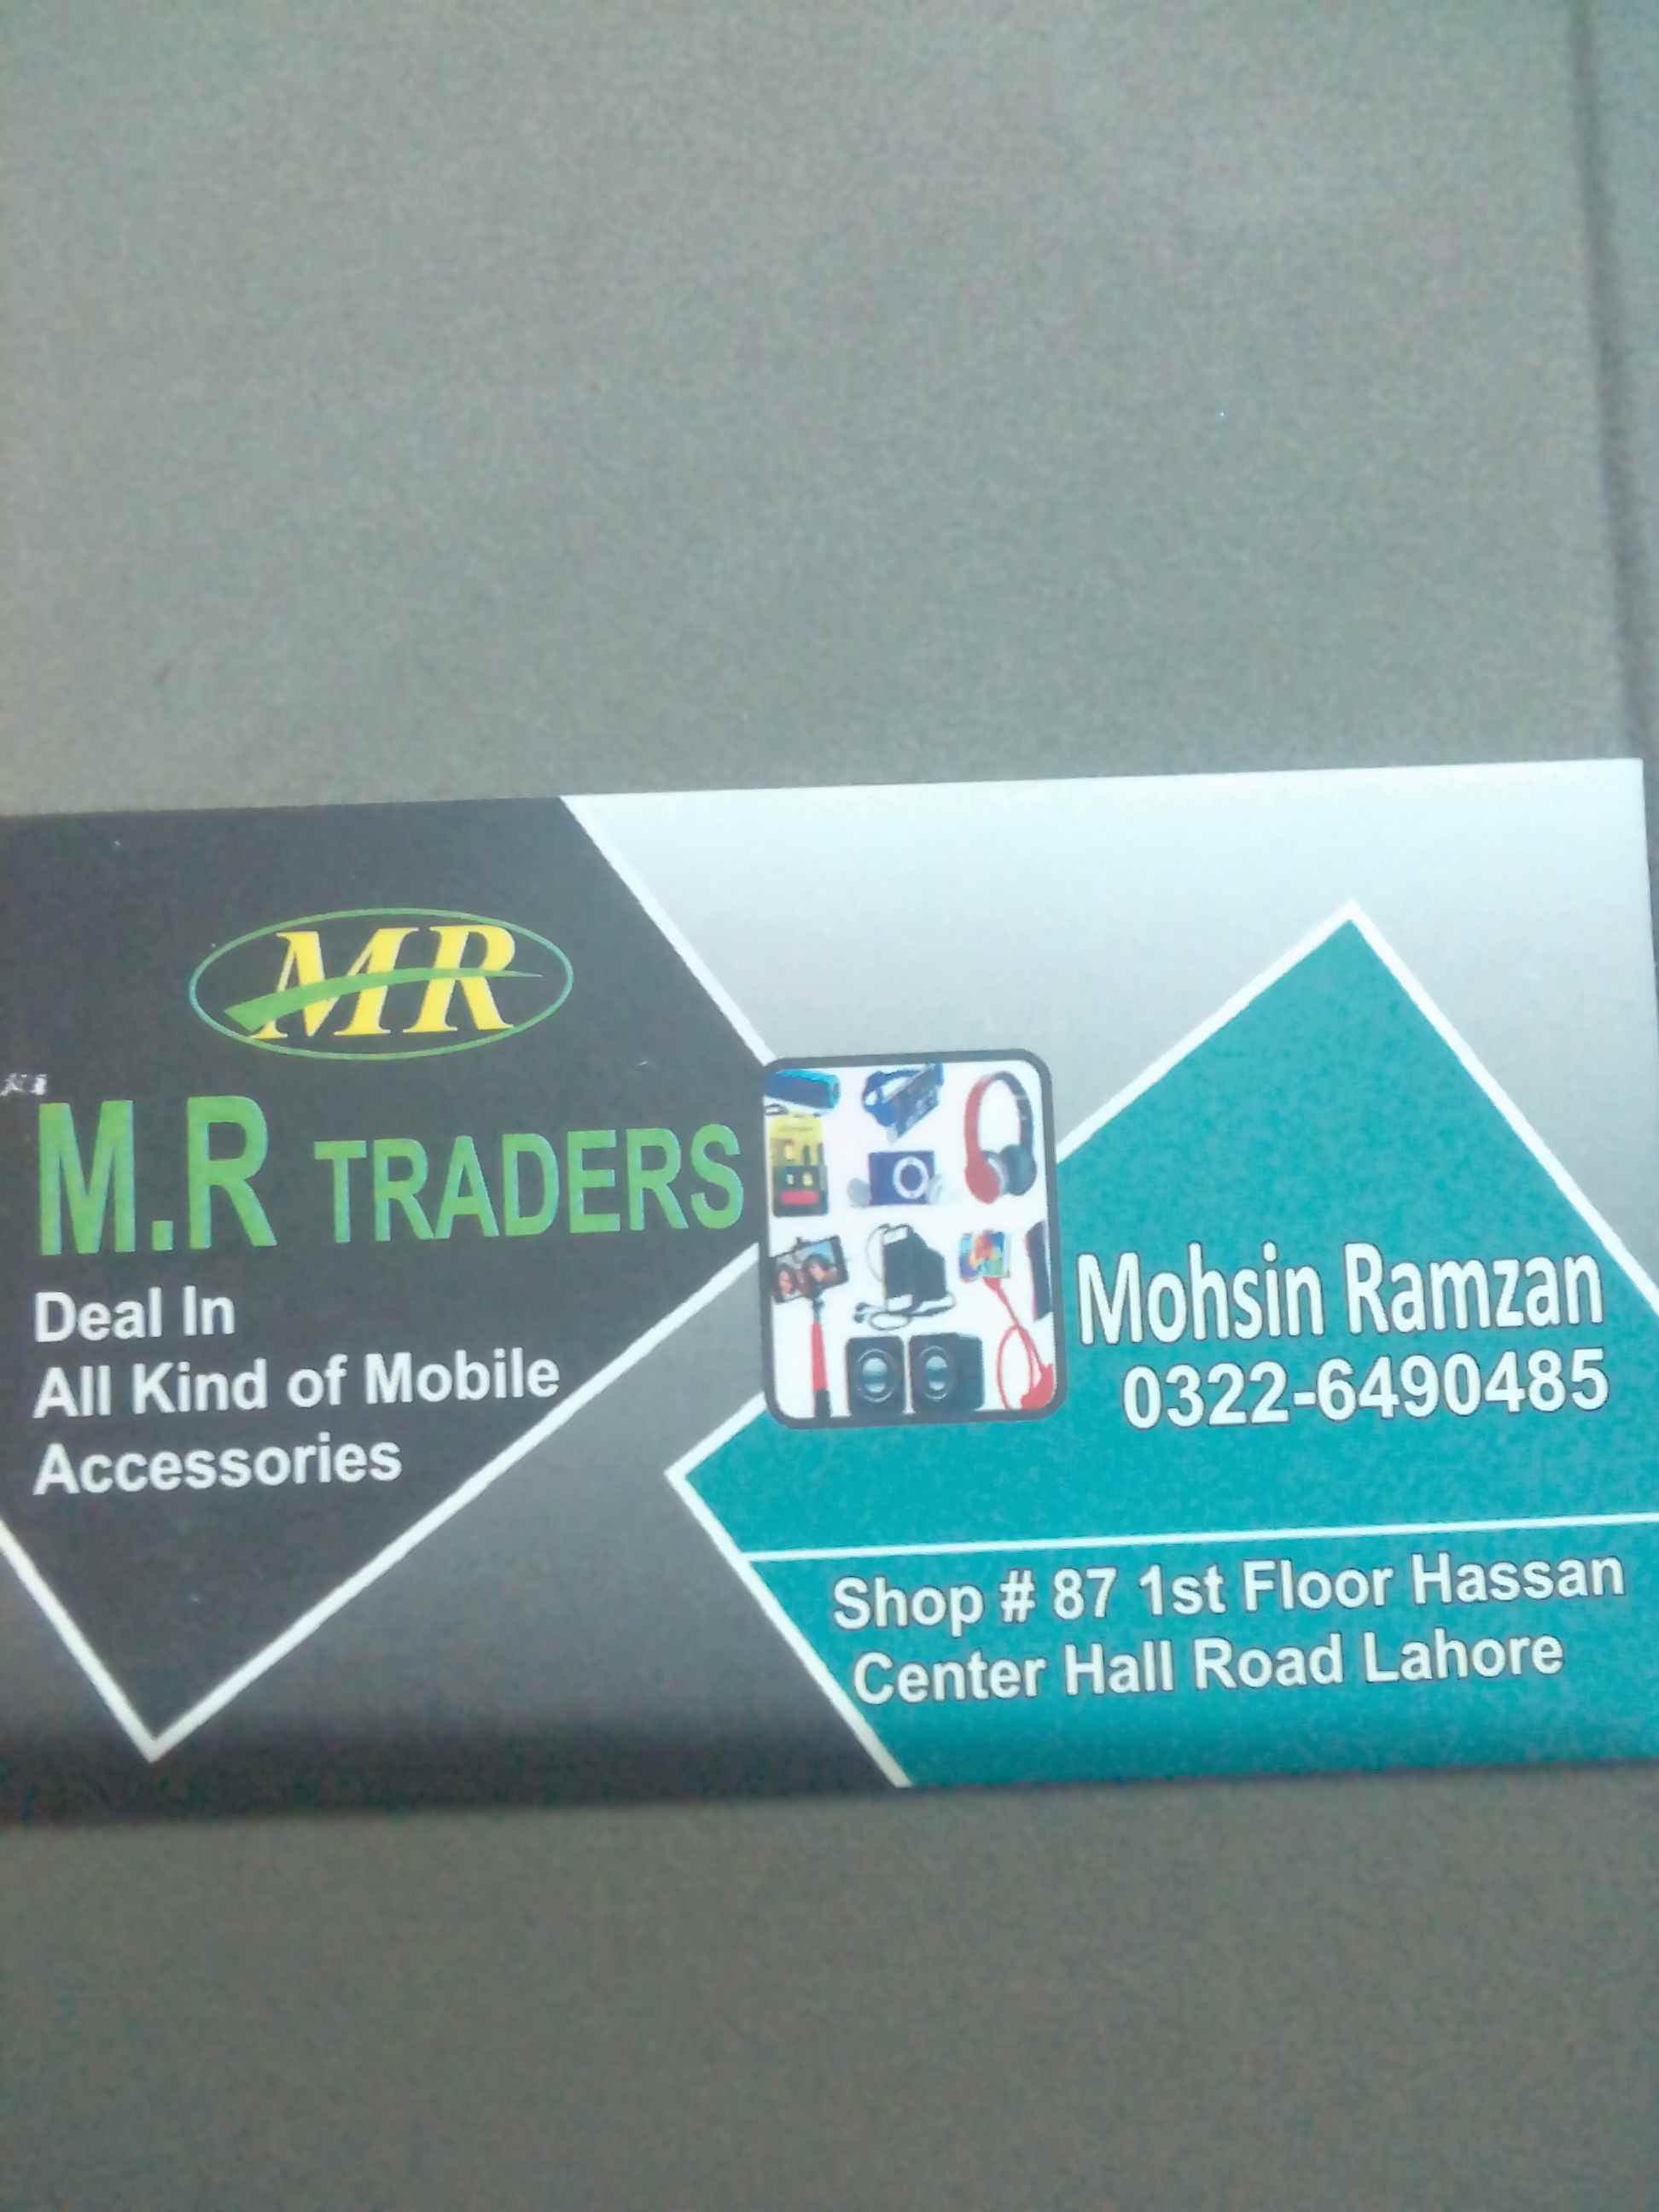 MR
M.R TRADERS
Deal In
All Kind of Mobile
Accessories
Mohsin Ramzan
0322-6490485
Shop # 87 1st Floor Hassan
Center Hall Road Lahore